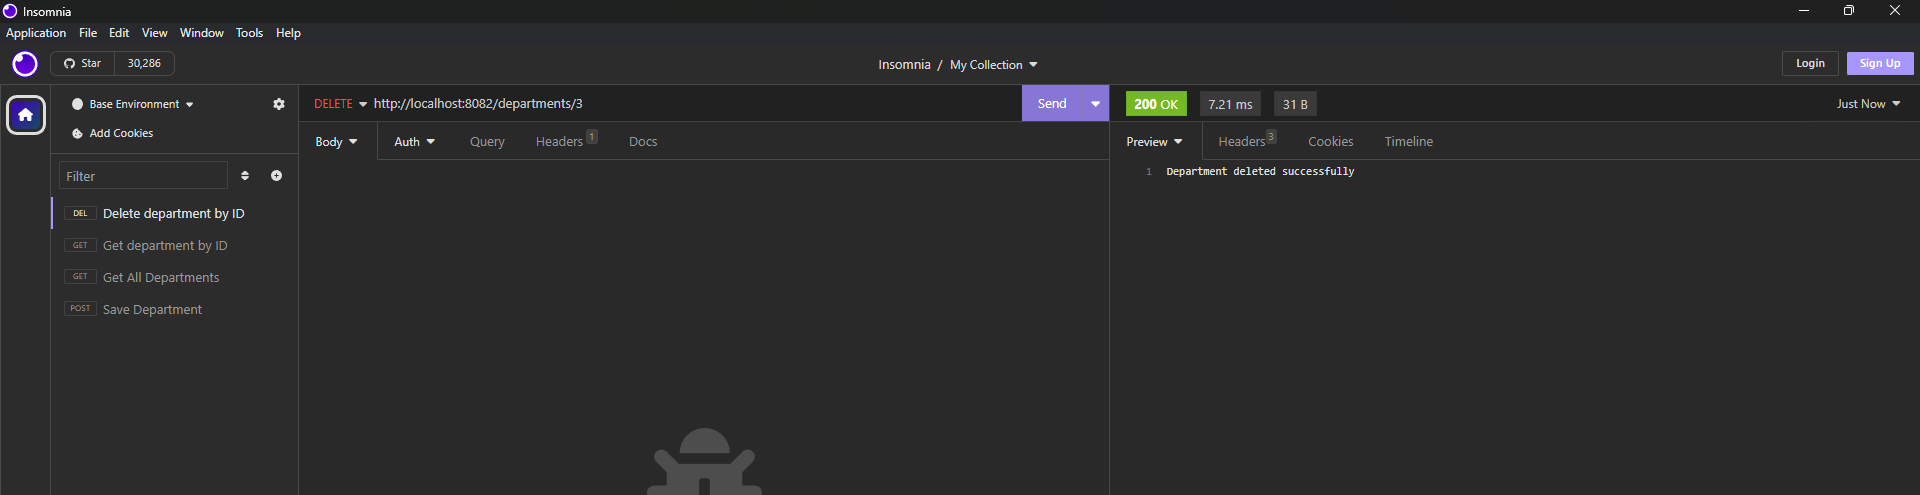 Insomnia
Application File Edit View Window Tools Help
Star 30,286
Insomnia / My Collection
Login Sign Up
Base Environment
Add Cookies
Filter
DEL Delete department by ID
GET Get department by ID
GET Get All Departments
POST Save Department
DELETE http://localhost:8082/departments/3 Send
Body Auth Query Headers 1 Docs
200 OK 7.21 ms 31 B Just Now
Preview Headers 3 Cookies Timeline
1 Department deleted successfully